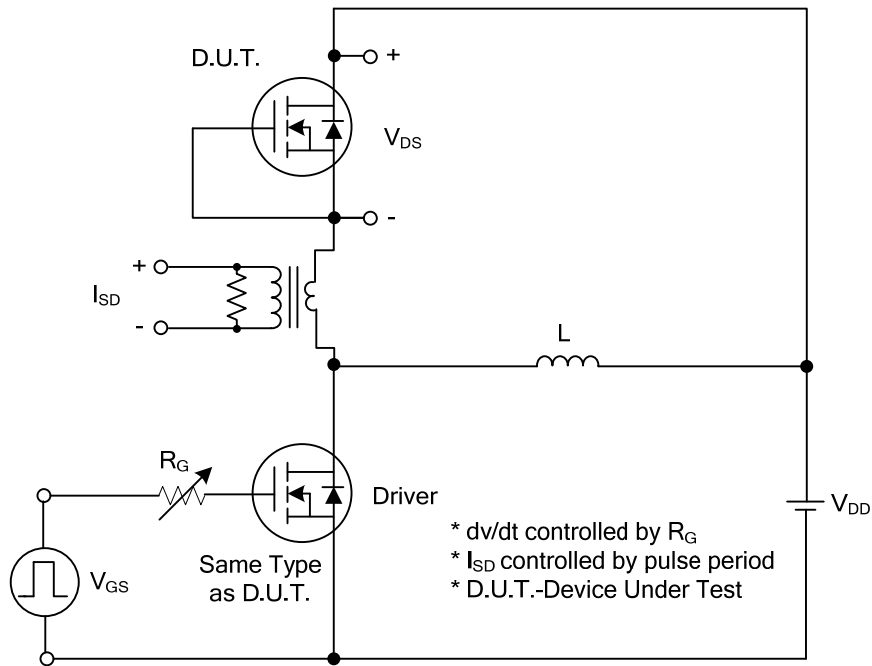 D.U.T.
+
VDS
-
+
ISD
-
L
RG
Driver
VDD
VGS
Same Type
as D.U.T.
* dv/dt controlled by RG
* ISD controlled by pulse period
* D.U.T.-Device Under Test